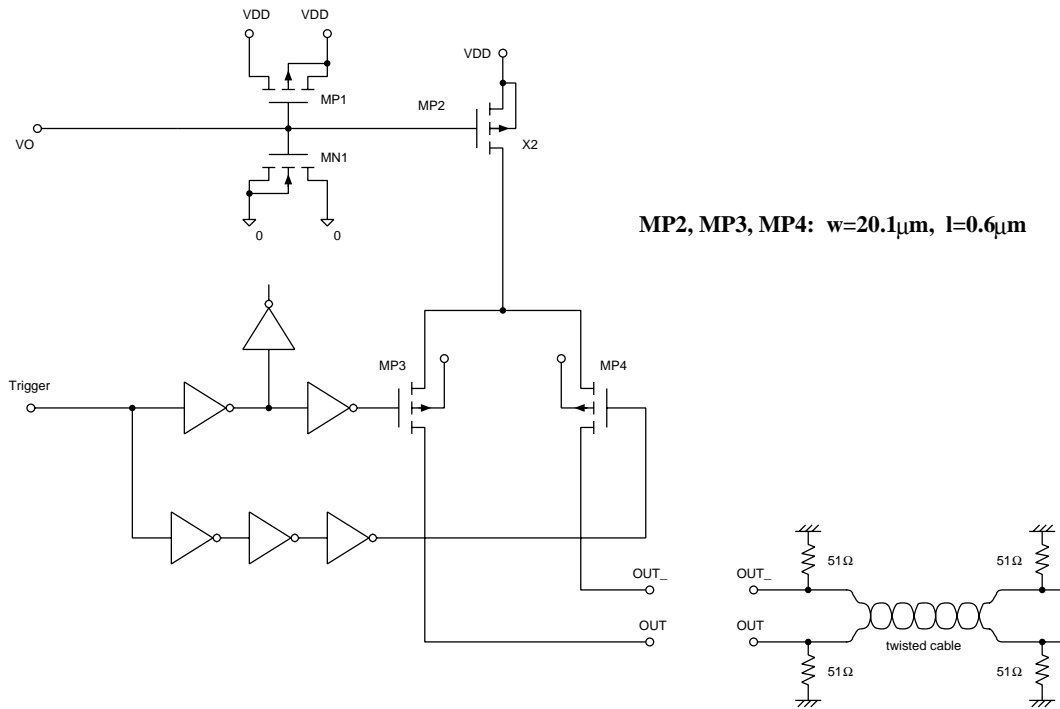 VDD VDD
VDD
MP1
MP2
VO
X2
MN1
0 0
MP2, MP3, MP4: w=20.1µm, l=0.6µm
MP3 MP4
Trigger
51Ω 51Ω
OUT_ OUT_
OUT OUT
twisted cable
51Ω 51Ω